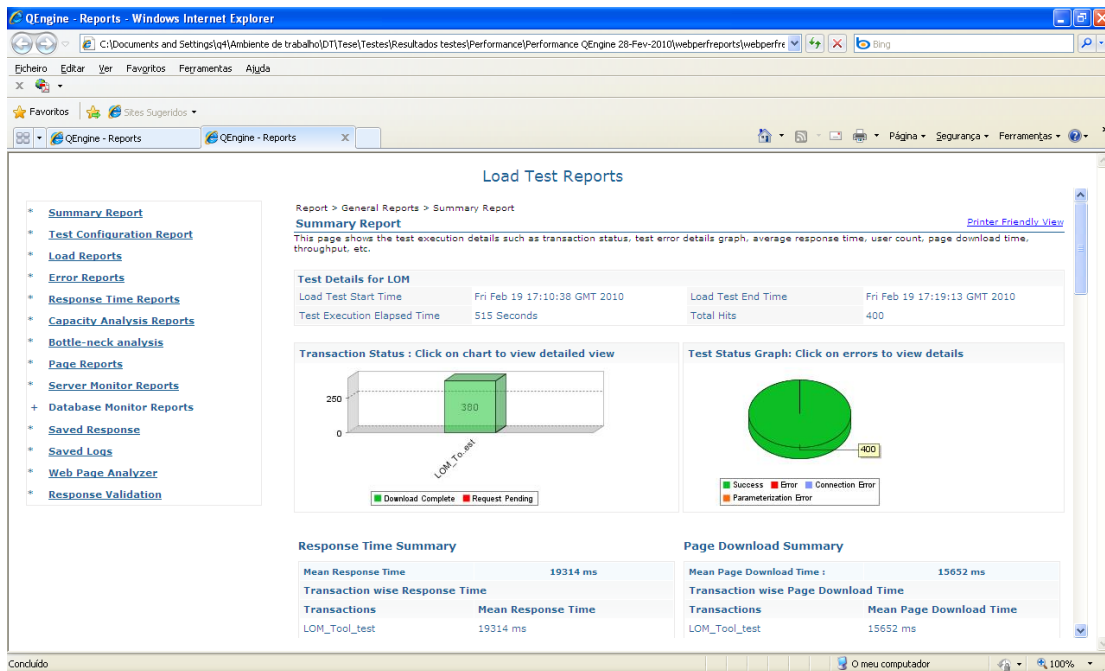 QEngine - Reports - Windows Internet Explorer
C:\Documents and Settings\q4\Ambiente de trabalho\DT\Tese\Testes\Resultados testes\Performance\Performance QEngine 28-Fev-2010\webperfreports\webperfre
Bing
Ficheiro Editar Ver Favoritos Ferramentas Ajuda
X
Favoritos Sites Sugeridos
QEngine - Reports QEngine - Reports X Página Segurança Ferramentas
Load Test Reports
* Summary Report
* Test Configuration Report
* Load Reports
* Error Reports
* Response Time Reports
* Capacity Analysis Reports
* Bottle-neck analysis
* Page Reports
* Server Monitor Reports
+ Database Monitor Reports
* Saved Response
* Saved Logs
* Web Page Analyzer
* Response Validation
Report > General Reports > Summary Report
Summary Report Printer Friendly View
This page shows the test execution details such as transaction status, test error details graph, average response time, user count, page download time,
throughput, etc.
Test Details for LOM
Load Test Start Time Fri Feb 19 17:10:38 GMT 2010 Load Test End Time Fri Feb 19 17:19:13 GMT 2010
Test Execution Elapsed Time 515 Seconds Total Hits 400
Transaction Status : Click on chart to view detailed view
250
380
0
LOM_To..est
Download Complete Request Pending
Test Status Graph: Click on errors to view details
400
Success Error Connection Error
Parameterization Error
Response Time Summary
Mean Response Time 19314 ms
Transaction wise Response Time
Transactions Mean Response Time
LOM_Tool_test 19314 ms
Page Download Summary
Mean Page Download Time : 15652 ms
Transaction wise Page Download Time
Transactions Mean Page Download Time
LOM_Tool_test 15652 ms
Concluído O meu computador 100%